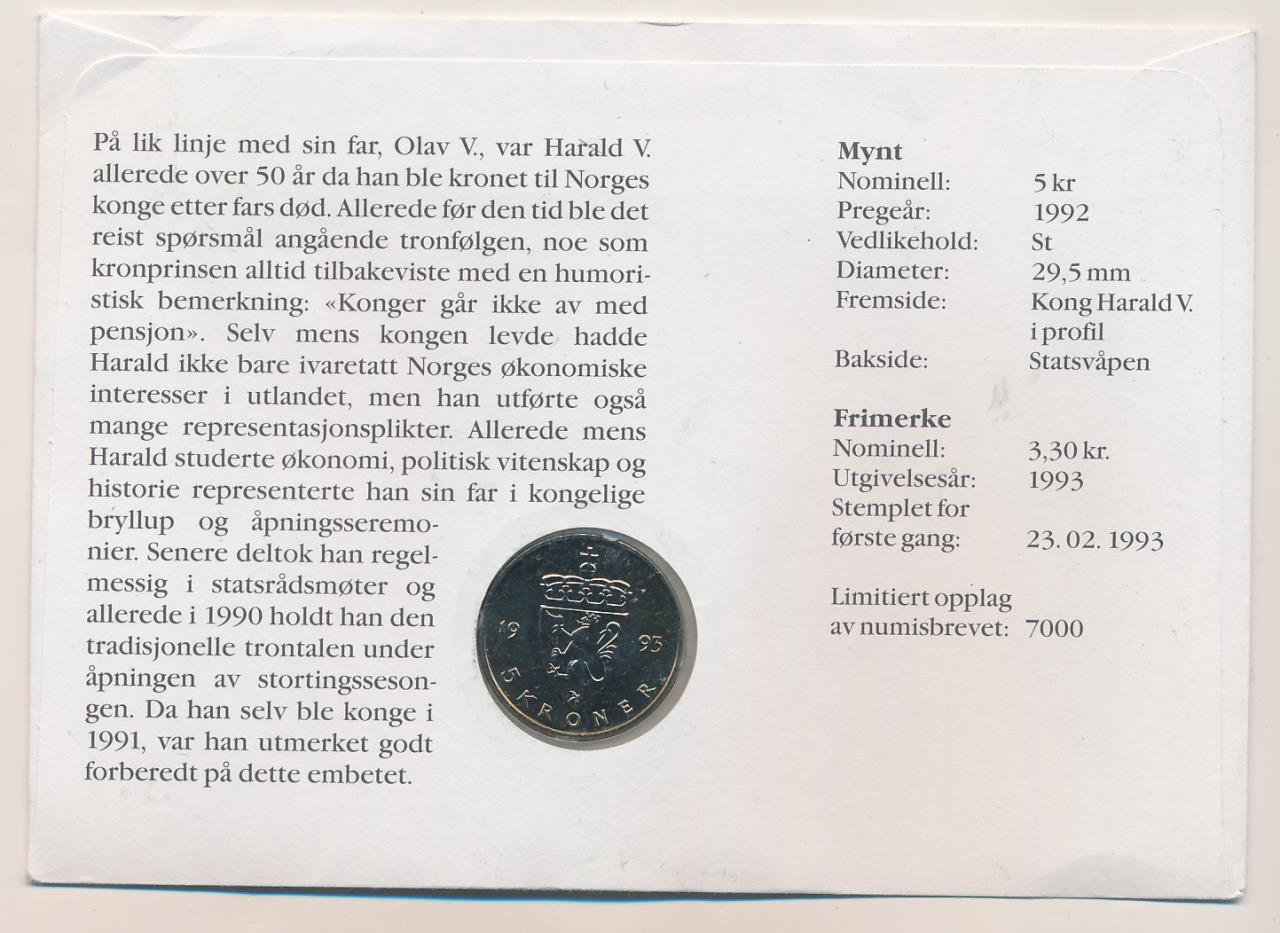 På lik linje med sin far, Olav V., var Harald V.
allerede over 50 år da han ble kronet til Norges
konge etter fars død. Allerede før den tid ble det
reist spørsmål angående tronfølgen, noe som
kronprinsen alltid tilbakeviste med en humori-
stisk bemerkning: «Konger går ikke av med
pensjon». Selv mens kongen levde hadde
Harald ikke bare ivaretatt Norges økonomiske
interesser i utlandet, men han utførte også
mange representasjonsplikter. Allerede mens
Harald studerte økonomi, politisk vitenskap og
historie representerte han sin far i kongelige
bryllup og åpningsseremo-
nier. Senere deltok han regel-
messig i statsrådsmøter og
allerede i 1990 holdt han den
tradisjonelle trontalen under
åpningen av stortingsseson-
gen. Da han selv ble konge i
1991, var han utmerket godt
forberedt på dette embetet.
19 93
5 KRONER
Mynt
Nominell: 5 kr
Pregeår: 1992
Vedlikehold: St
Diameter: 29,5 mm
Fremside: Kong Harald V.
i profil
Bakside: Statsvåpen
Frimerke
Nominell: 3,30 kr.
Utgivelsesår: 1993
Stemplet for
første gang: 23. 02. 1993
Limitiert opplag
av numisbrevet: 7000